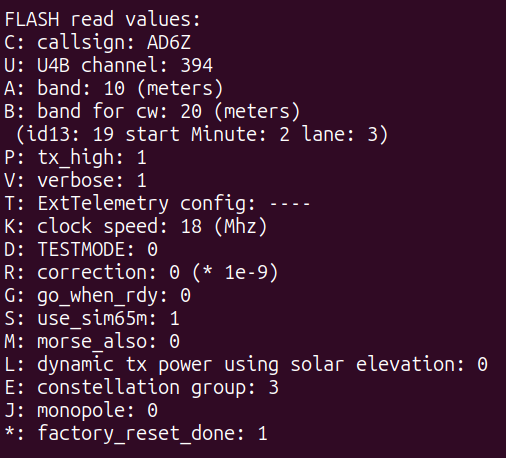 FLASH read values:
C: callsign: AD6Z
U: U4B channel: 394
A: band: 10 (meters)
B: band for cw: 20 (meters)
(id13: 19 start Minute: 2 lane: 3)
P: tx_high: 1
V: verbose: 1
T: ExtTelemetry config: ----
K: clock speed: 18 (Mhz)
D: TESTMODE: 0
R: correction: 0 (* 1e-9)
G: go_when_rdy: 0
S: use_sim65m: 1
M: morse_also: 0
L: dynamic tx power using solar elevation: 0
E: constellation group: 3
J: monopole: 0
*: factory_reset_done: 1